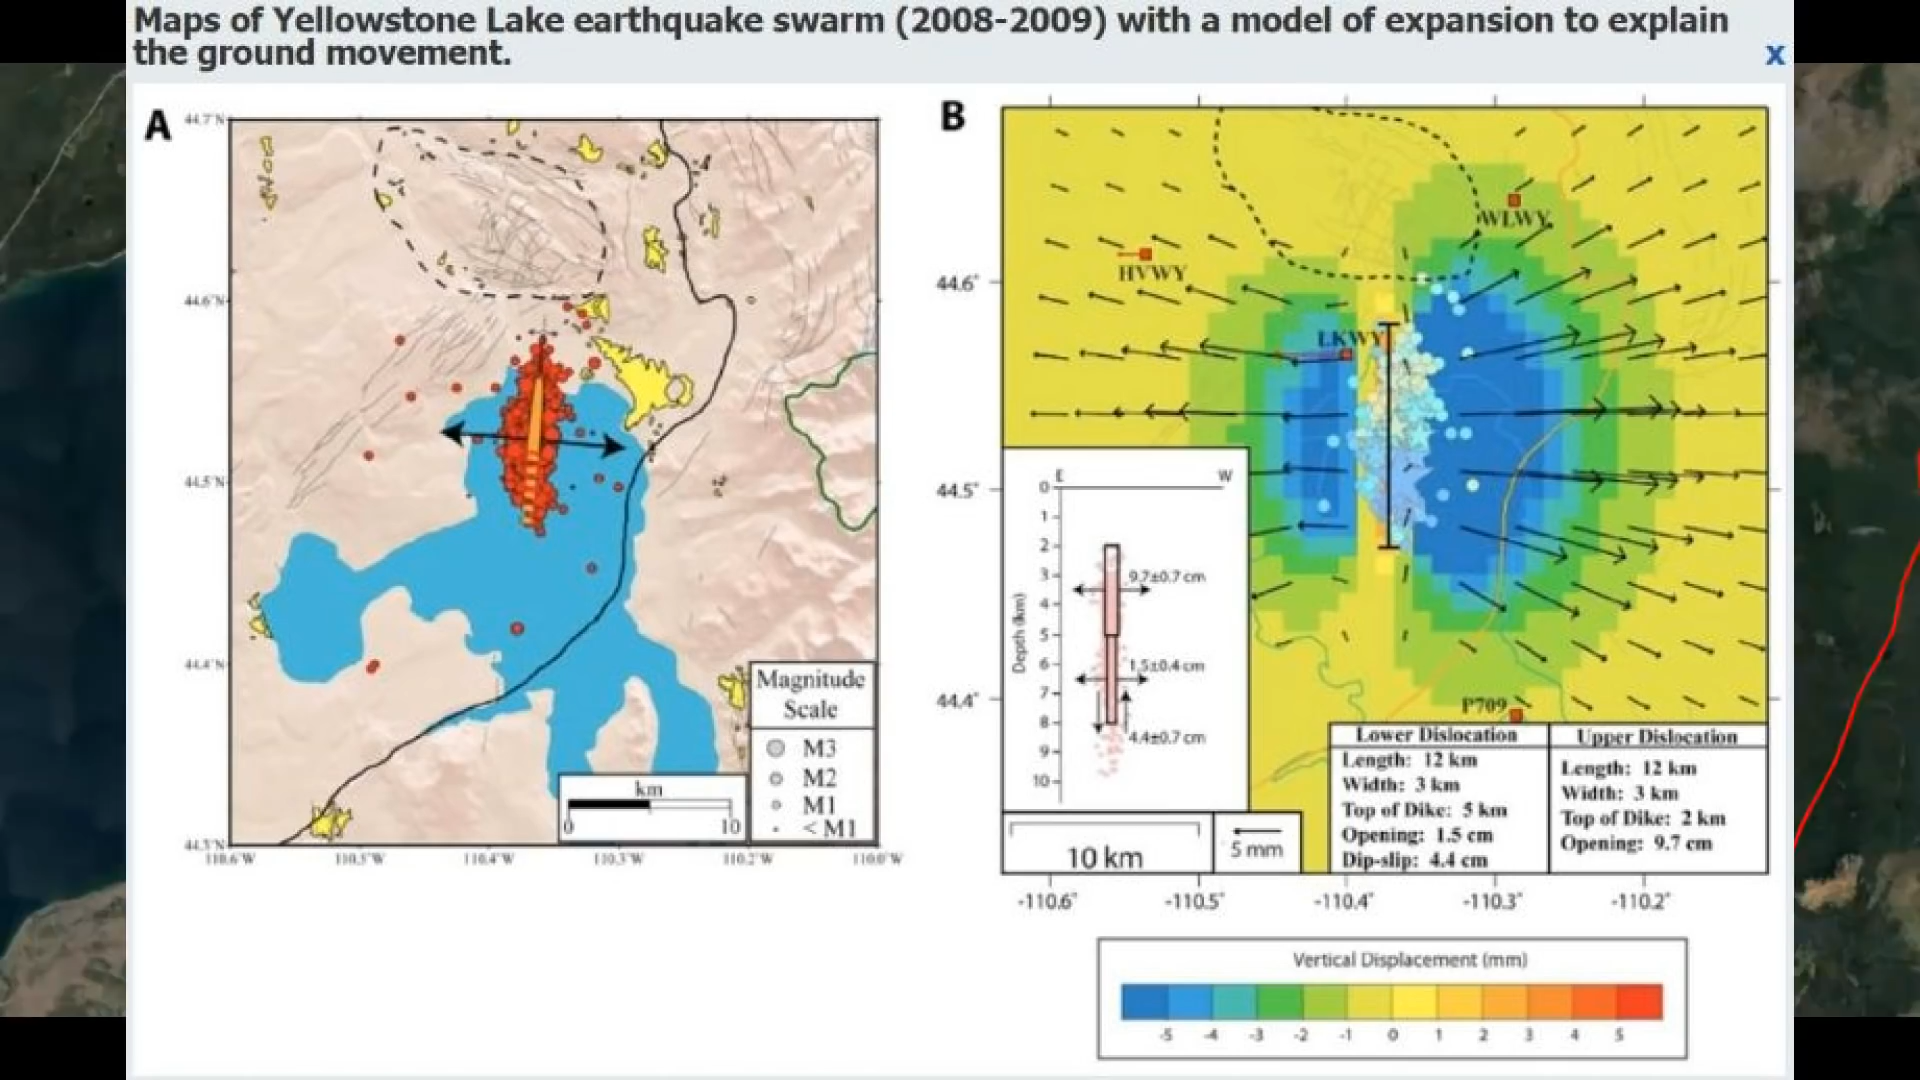 Maps of Yellowstone Lake earthquake swarm (2008-2009) with a model of expansion to explain
the ground movement.
x
A
44.7°N
44.6°N
44.5°N
44.4°N
44.3°N
110.6°W
110.5°W
110.4°W
110.3°W
110.2°W
110.0°W
Magnitude
Scale
M3
M2
M1
< M1
km
0
10
B
44.6°
44.5°
44.4°
WLWY
HVWY
LKWY
P709
E
W
0
1
2
3
4
5
6
7
8
9
10
Depth (km)
9.7±0.7 cm
1.5±0.4 cm
4.4±0.7 cm
10 km
5 mm
Lower Dislocation
Length: 12 km
Width: 3 km
Top of Dike: 5 km
Opening: 1.5 cm
Dip-slip: 4.4 cm
Upper Dislocation
Length: 12 km
Width: 3 km
Top of Dike: 2 km
Opening: 9.7 cm
-110.6°
-110.5°
-110.4°
-110.3°
-110.2°
Vertical Displacement (mm)
-5 -4 -3 -2 -1 0 1 2 3 4 5